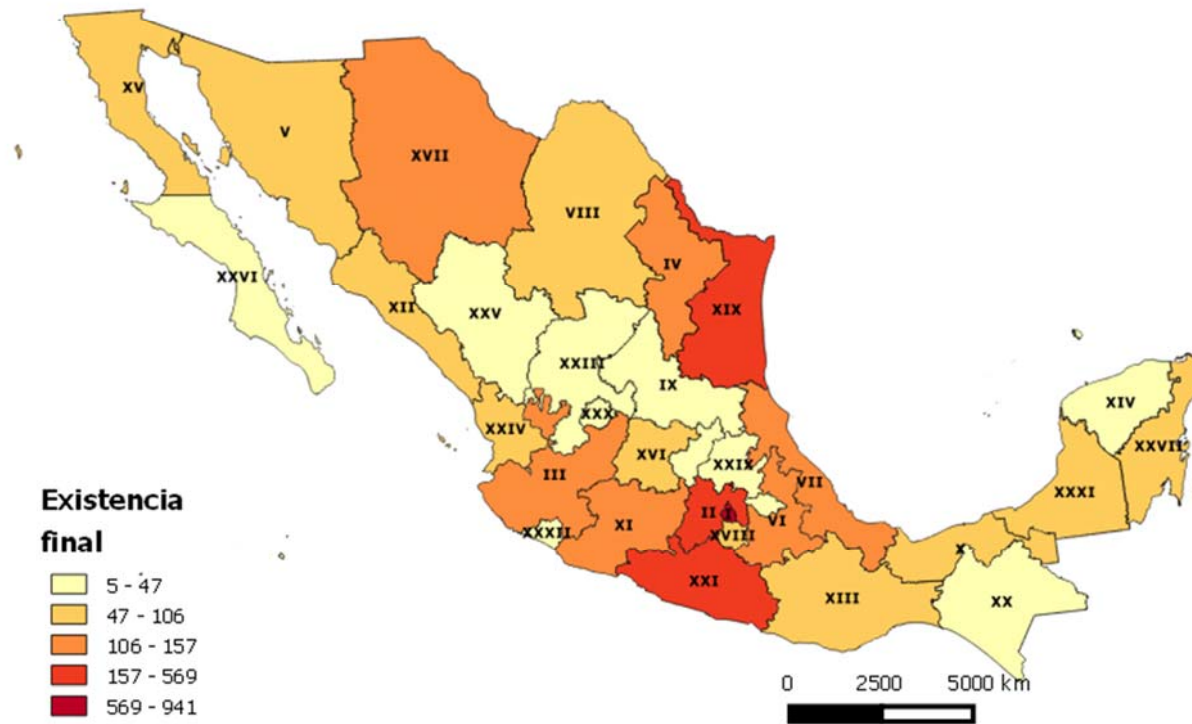 XV
V
XVII
VIII
IV
XIX
XXVI
XII
XXV
XXIII
IX
XXX
XXIV
XVI
XXIX
III
VII
XIV
XXVII
XXXI
II
I
VI
XI
XXXII
XVIII
X
XXI
XIII
XX
Existencia
final
5 - 47
47 - 106
106 - 157
157 - 569
569 - 941
0 2500 5000 km